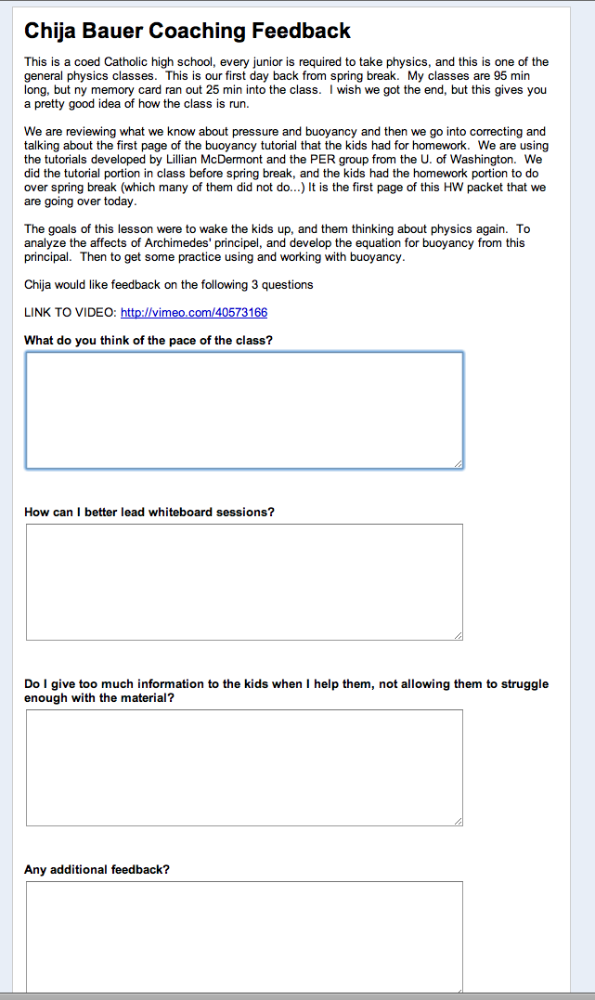 Chija Bauer Coaching Feedback
This is a coed Catholic high school, every junior is required to take physics, and this is one of the
general physics classes.  This is our first day back from spring break.  My classes are 95 min
long, but ny memory card ran out 25 min into the class.  I wish we got the end, but this gives you
a pretty good idea of how the class is run.
We are reviewing what we know about pressure and buoyancy and then we go into correcting and
talking about the first page of the buoyancy tutorial that the kids had for homework.  We are using
the tutorials developed by Lillian McDermont and the PER group from the U. of Washington.  We
did the tutorial portion in class before spring break, and the kids had the homework portion to do
over spring break (which many of them did not do...) It is the first page of this HW packet that we
are going over today.
The goals of this lesson were to wake the kids up, and them thinking about physics again.  To
analyze the affects of Archimedes' principel, and develop the equation for buoyancy from this
principal.  Then to get some practice using and working with buoyancy.
Chija would like feedback on the following 3 questions
LINK TO VIDEO: http://vimeo.com/40573166
What do you think of the pace of the class?
How can I better lead whiteboard sessions?
Do I give too much information to the kids when I help them, not allowing them to struggle
enough with the material?
Any additional feedback?